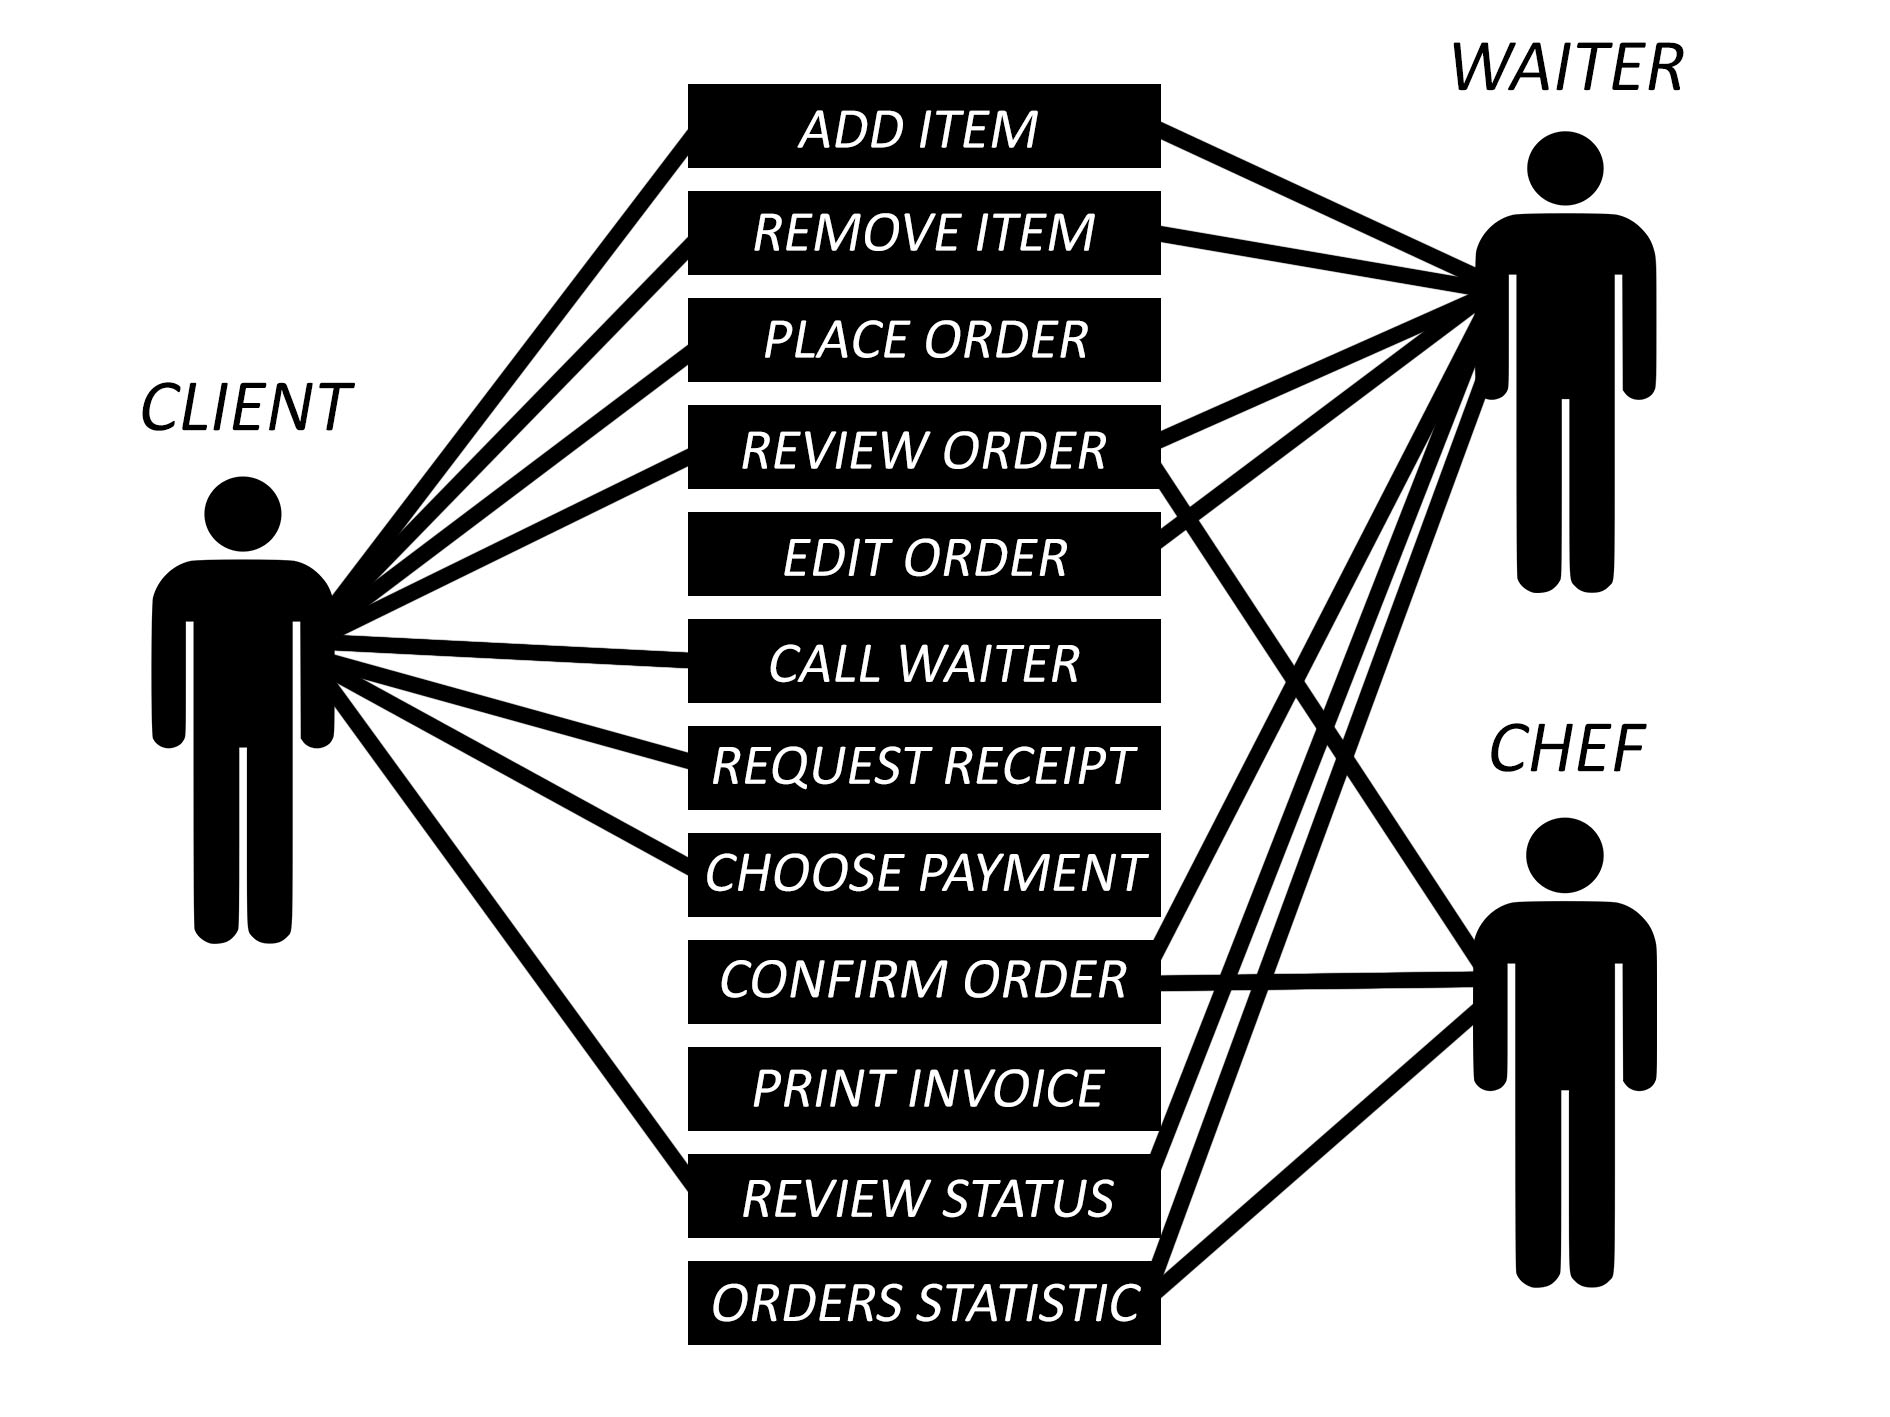 WAITER
ADD ITEM
REMOVE ITEM
PLACE ORDER
CLIENT
REVIEW ORDER
EDIT ORDER
CALL WAITER
CHEF
REQUEST RECEIPT
CHOOSE PAYMENT
CONFIRM ORDER
PRINT INVOICE
REVIEW STATUS
ORDERS STATISTIC